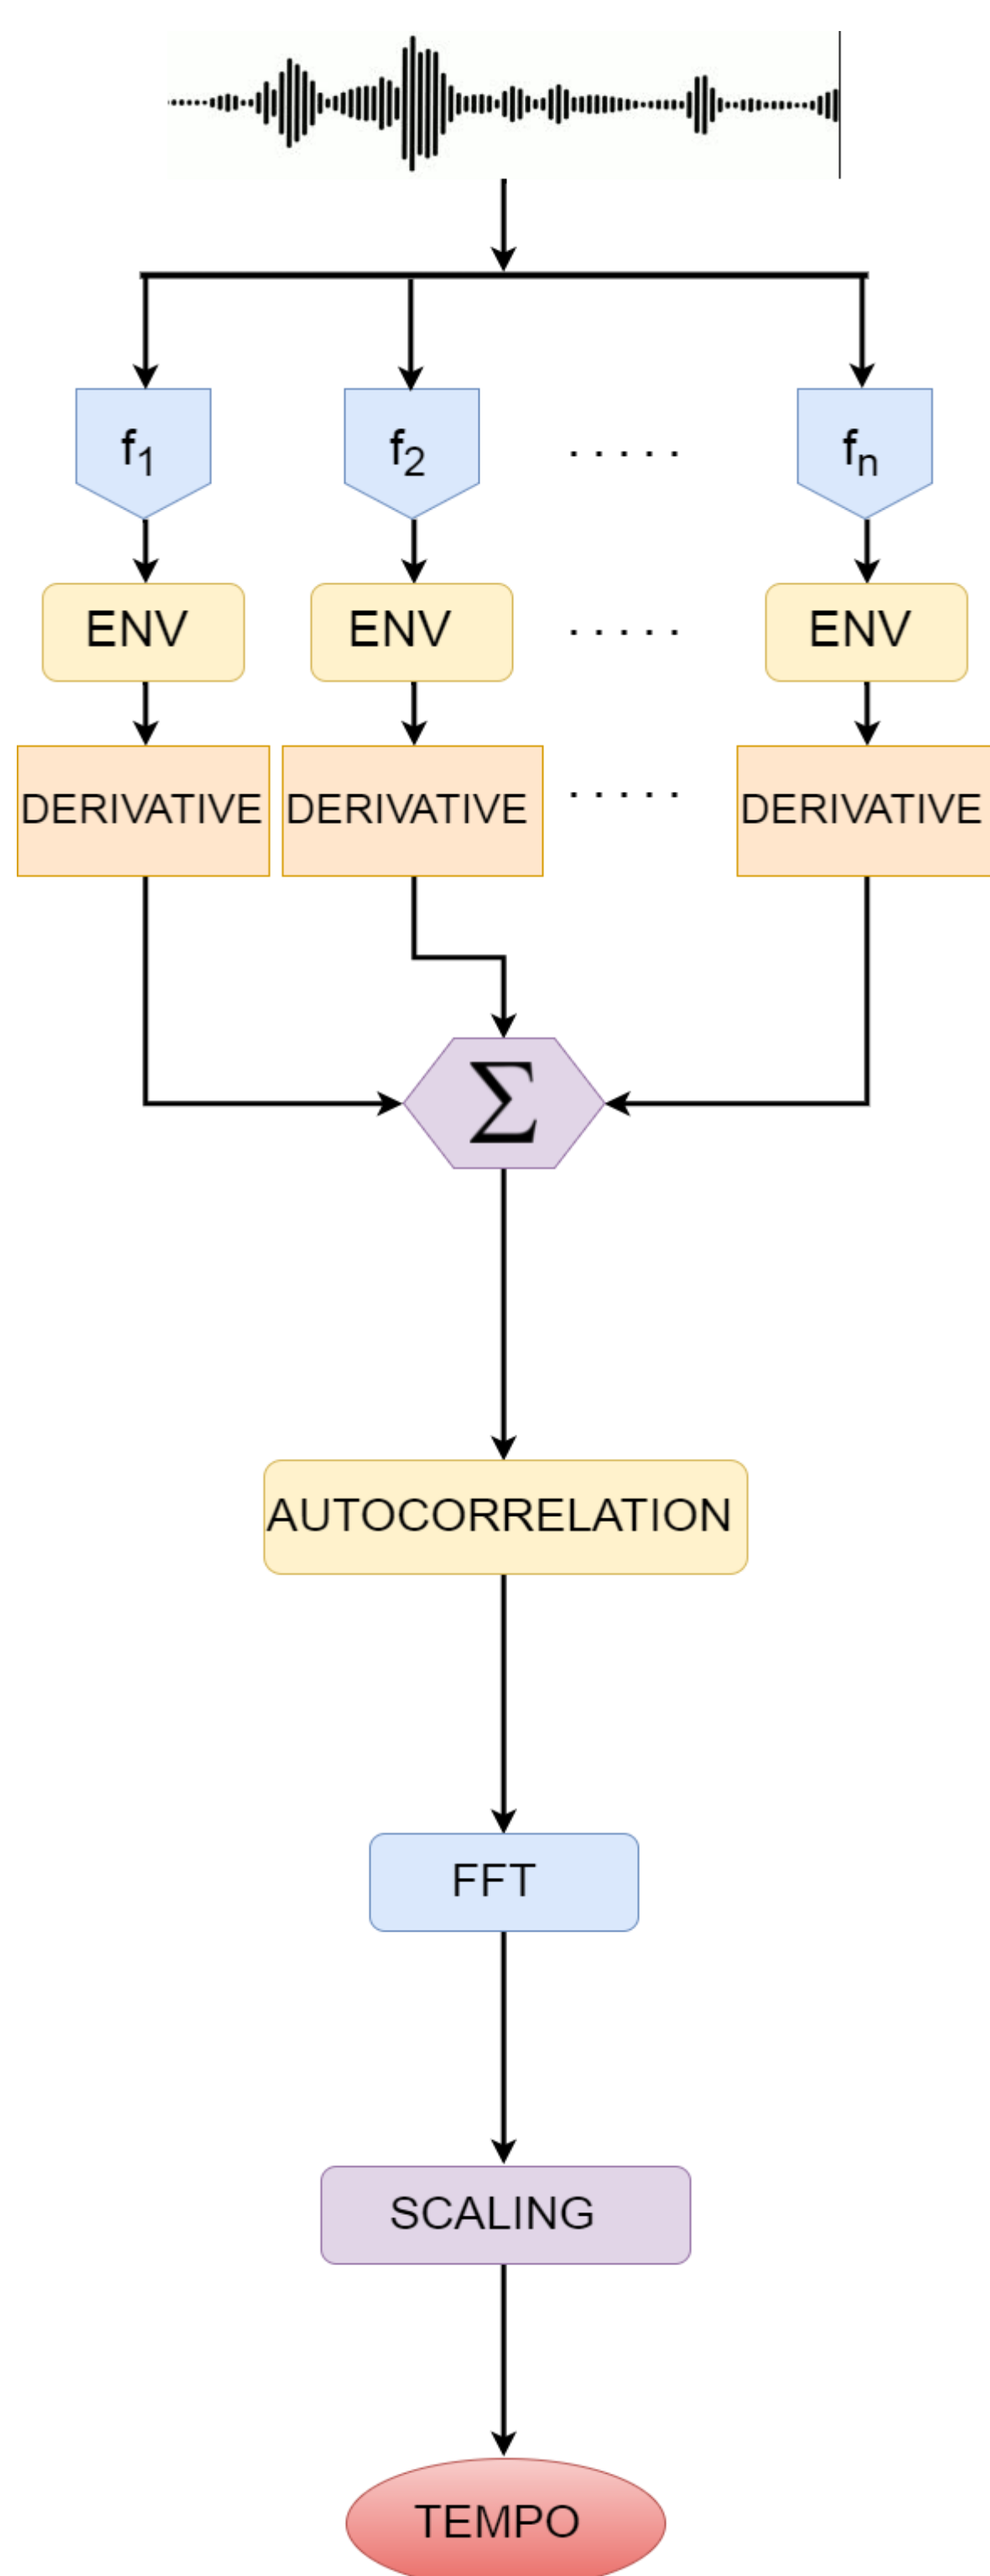 f1 f2 ..... fn
ENV ENV ..... ENV
DERIVATIVE DERIVATIVE ..... DERIVATIVE
Σ
AUTOCORRELATION
FFT
SCALING
TEMPO